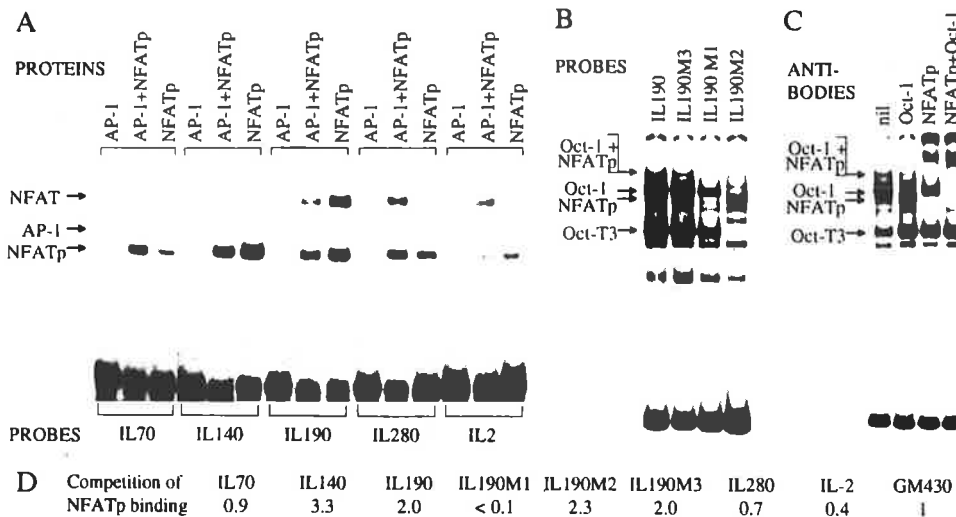 A
PROTEINS
AP-1
AP-1+NFATp
NFATp
AP-1
AP-1+NFATp
NFATp
AP-1
AP-1+NFATp
NFATp
AP-1
AP-1+NFATp
NFATp
AP-1
AP-1+NFATp
NFATp
NFAT
AP-1
NFATp
PROBES
IL70
IL140
IL190
IL280
IL2
B
PROBES
IL190
IL190M3
IL190 M1
IL190M2
Oct-1 +
NFATp
Oct-1
NFATp
Oct-T3
C
ANTI-
BODIES
nil
Oct-1
NFATp
NFATp+Oct-1
Oct-1 +
NFATp
Oct-1
NFATp
Oct-T3
D Competition of IL70 IL140 IL190 IL190M1 IL190M2 IL190M3 IL280 IL-2 GM430
NFATp binding 0.9 3.3 2.0 < 0.1 2.3 2.0 0.7 0.4 1